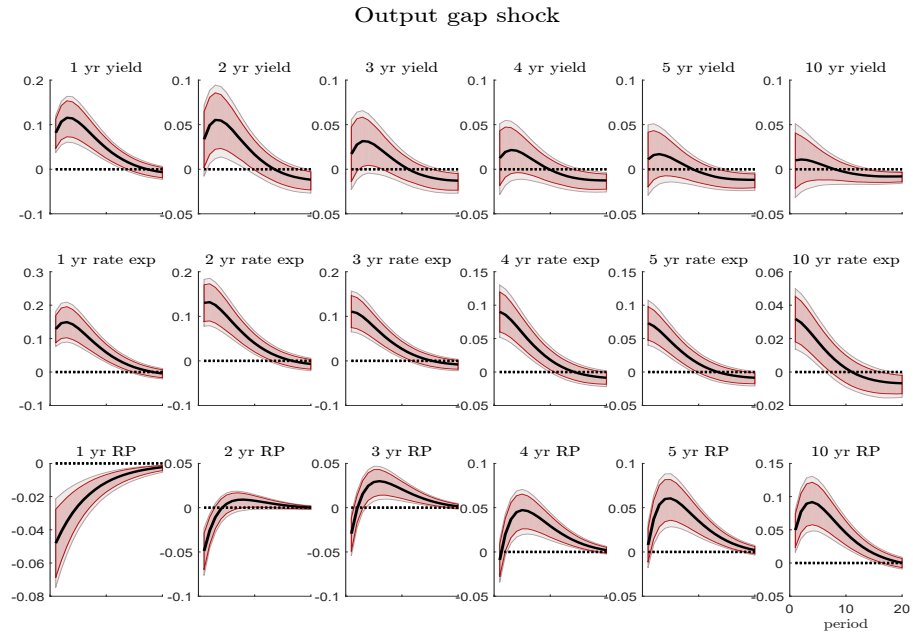 Output gap shock
1 yr yield 2 yr yield 3 yr yield 4 yr yield 5 yr yield 10 yr yield
0.2 0.1 0.1 0.1 0.1 0.1
0.1 0.05 0.05 0.05 0.05 0.05
0 0 0 0 0 0
-0.1 -0.05 -0.05 -0.05 -0.05 -0.05
1 yr rate exp 2 yr rate exp 3 yr rate exp 4 yr rate exp 5 yr rate exp 10 yr rate exp
0.3 0.2 0.2 0.15 0.15 0.06
0.2 0.1 0.1 0.1 0.1 0.04
0.1 0.05 0.05 0.02
0 0 0 0 0 0
-0.1 -0.1 -0.1 -0.05 -0.05 -0.02
1 yr RP 2 yr RP 3 yr RP 4 yr RP 5 yr RP 10 yr RP
0 0.05 0.05 0.1 0.1 0.15
-0.02 0 0 0.05 0.05 0.1
-0.04 0.05
-0.06 -0.05 -0.05 0 0 0
-0.08 -0.1 -0.1 -0.05 -0.05 -0.05
0 10 20
period